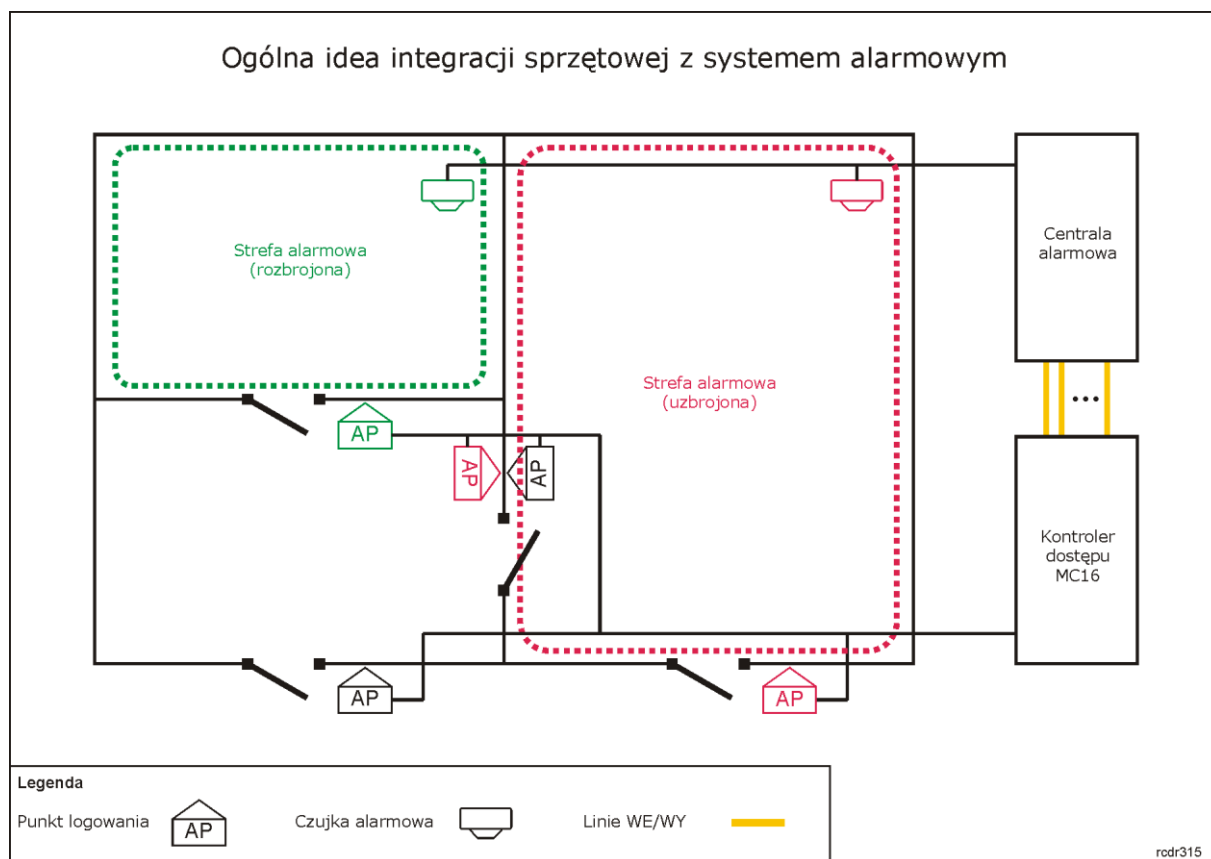 Ogólna idea integracji sprzętowej z systemem alarmowym
Strefa alarmowa
(rozbrojona)
Centrala
alarmowa
Strefa alarmowa
(uzbrojona)
AP
AP
AP
Kontroler
dostępu
MC16
AP
AP
Legenda
Punkt logowania
AP
Czujka alarmowa
Linie WE/WY
rcdr315